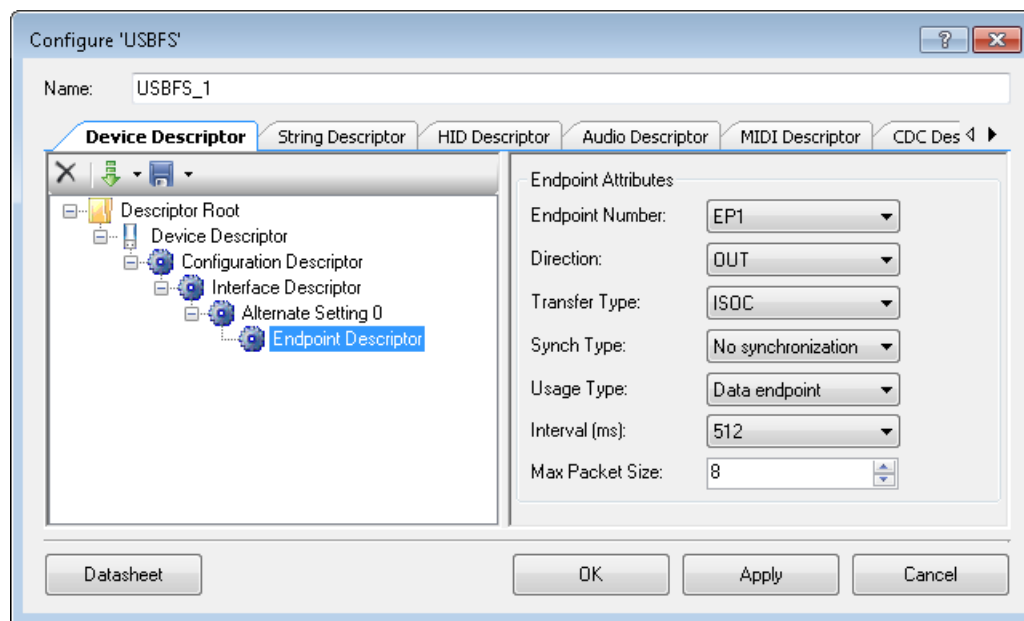 Configure 'USBFS'
Name: USBFS_1
Device Descriptor String Descriptor HID Descriptor Audio Descriptor MIDI Descriptor CDC Des
Descriptor Root
Device Descriptor
Configuration Descriptor
Interface Descriptor
Alternate Setting 0
Endpoint Descriptor
Endpoint Attributes
Endpoint Number: EP1
Direction: OUT
Transfer Type: ISOC
Synch Type: No synchronization
Usage Type: Data endpoint
Interval (ms): 512
Max Packet Size: 8
Datasheet OK Apply Cancel